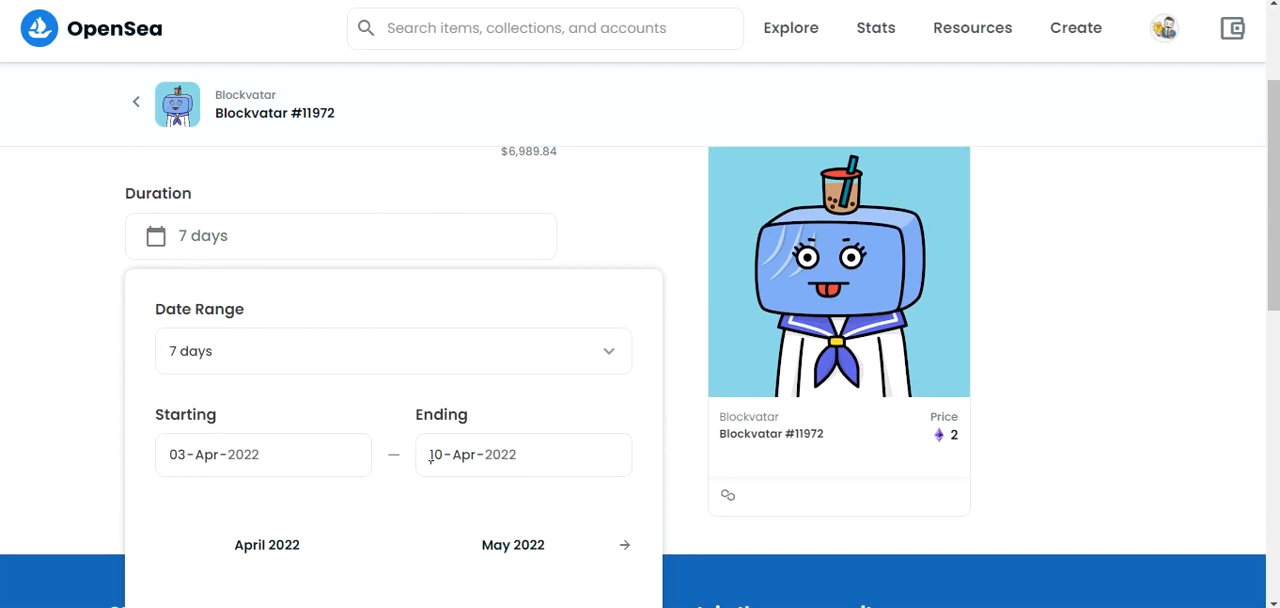 OpenSea
Search items, collections, and accounts
Explore
Stats
Resources
Create
Blockvatar
Blockvatar #11972
$6,989.84
Duration
7 days
Date Range
7 days
Starting
Ending
03-Apr-2022
—
10-Apr-2022
April 2022
May 2022
Blockvatar
Price
Blockvatar #11972
2